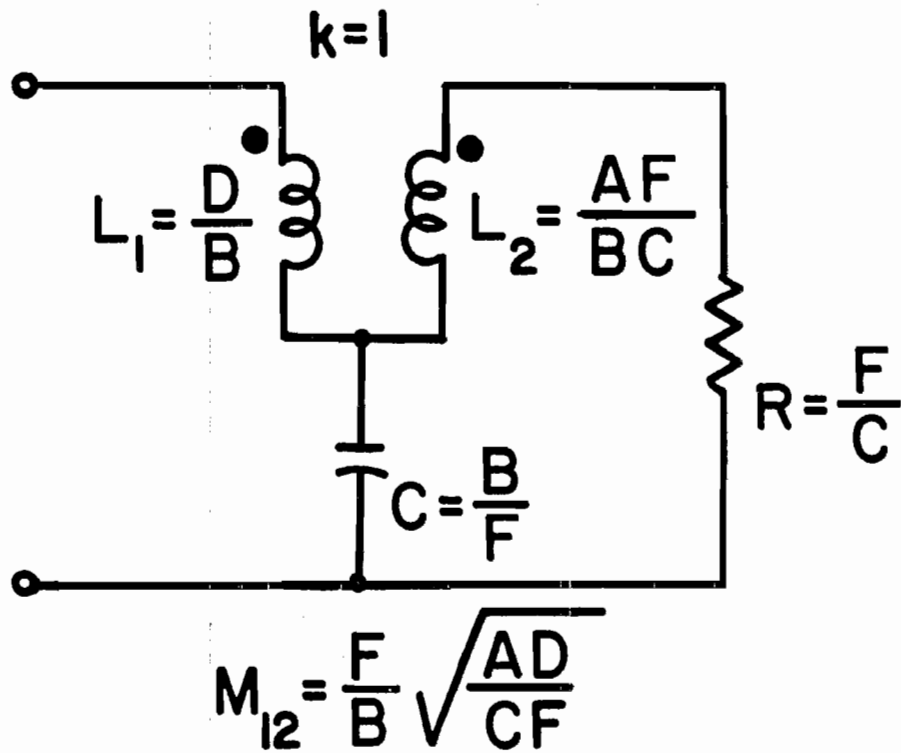 k=1
L₁ = D/B
L₂ = AF/BC
R = F/C
C = B/F
M₁₂ = F/B √(AD/CF)